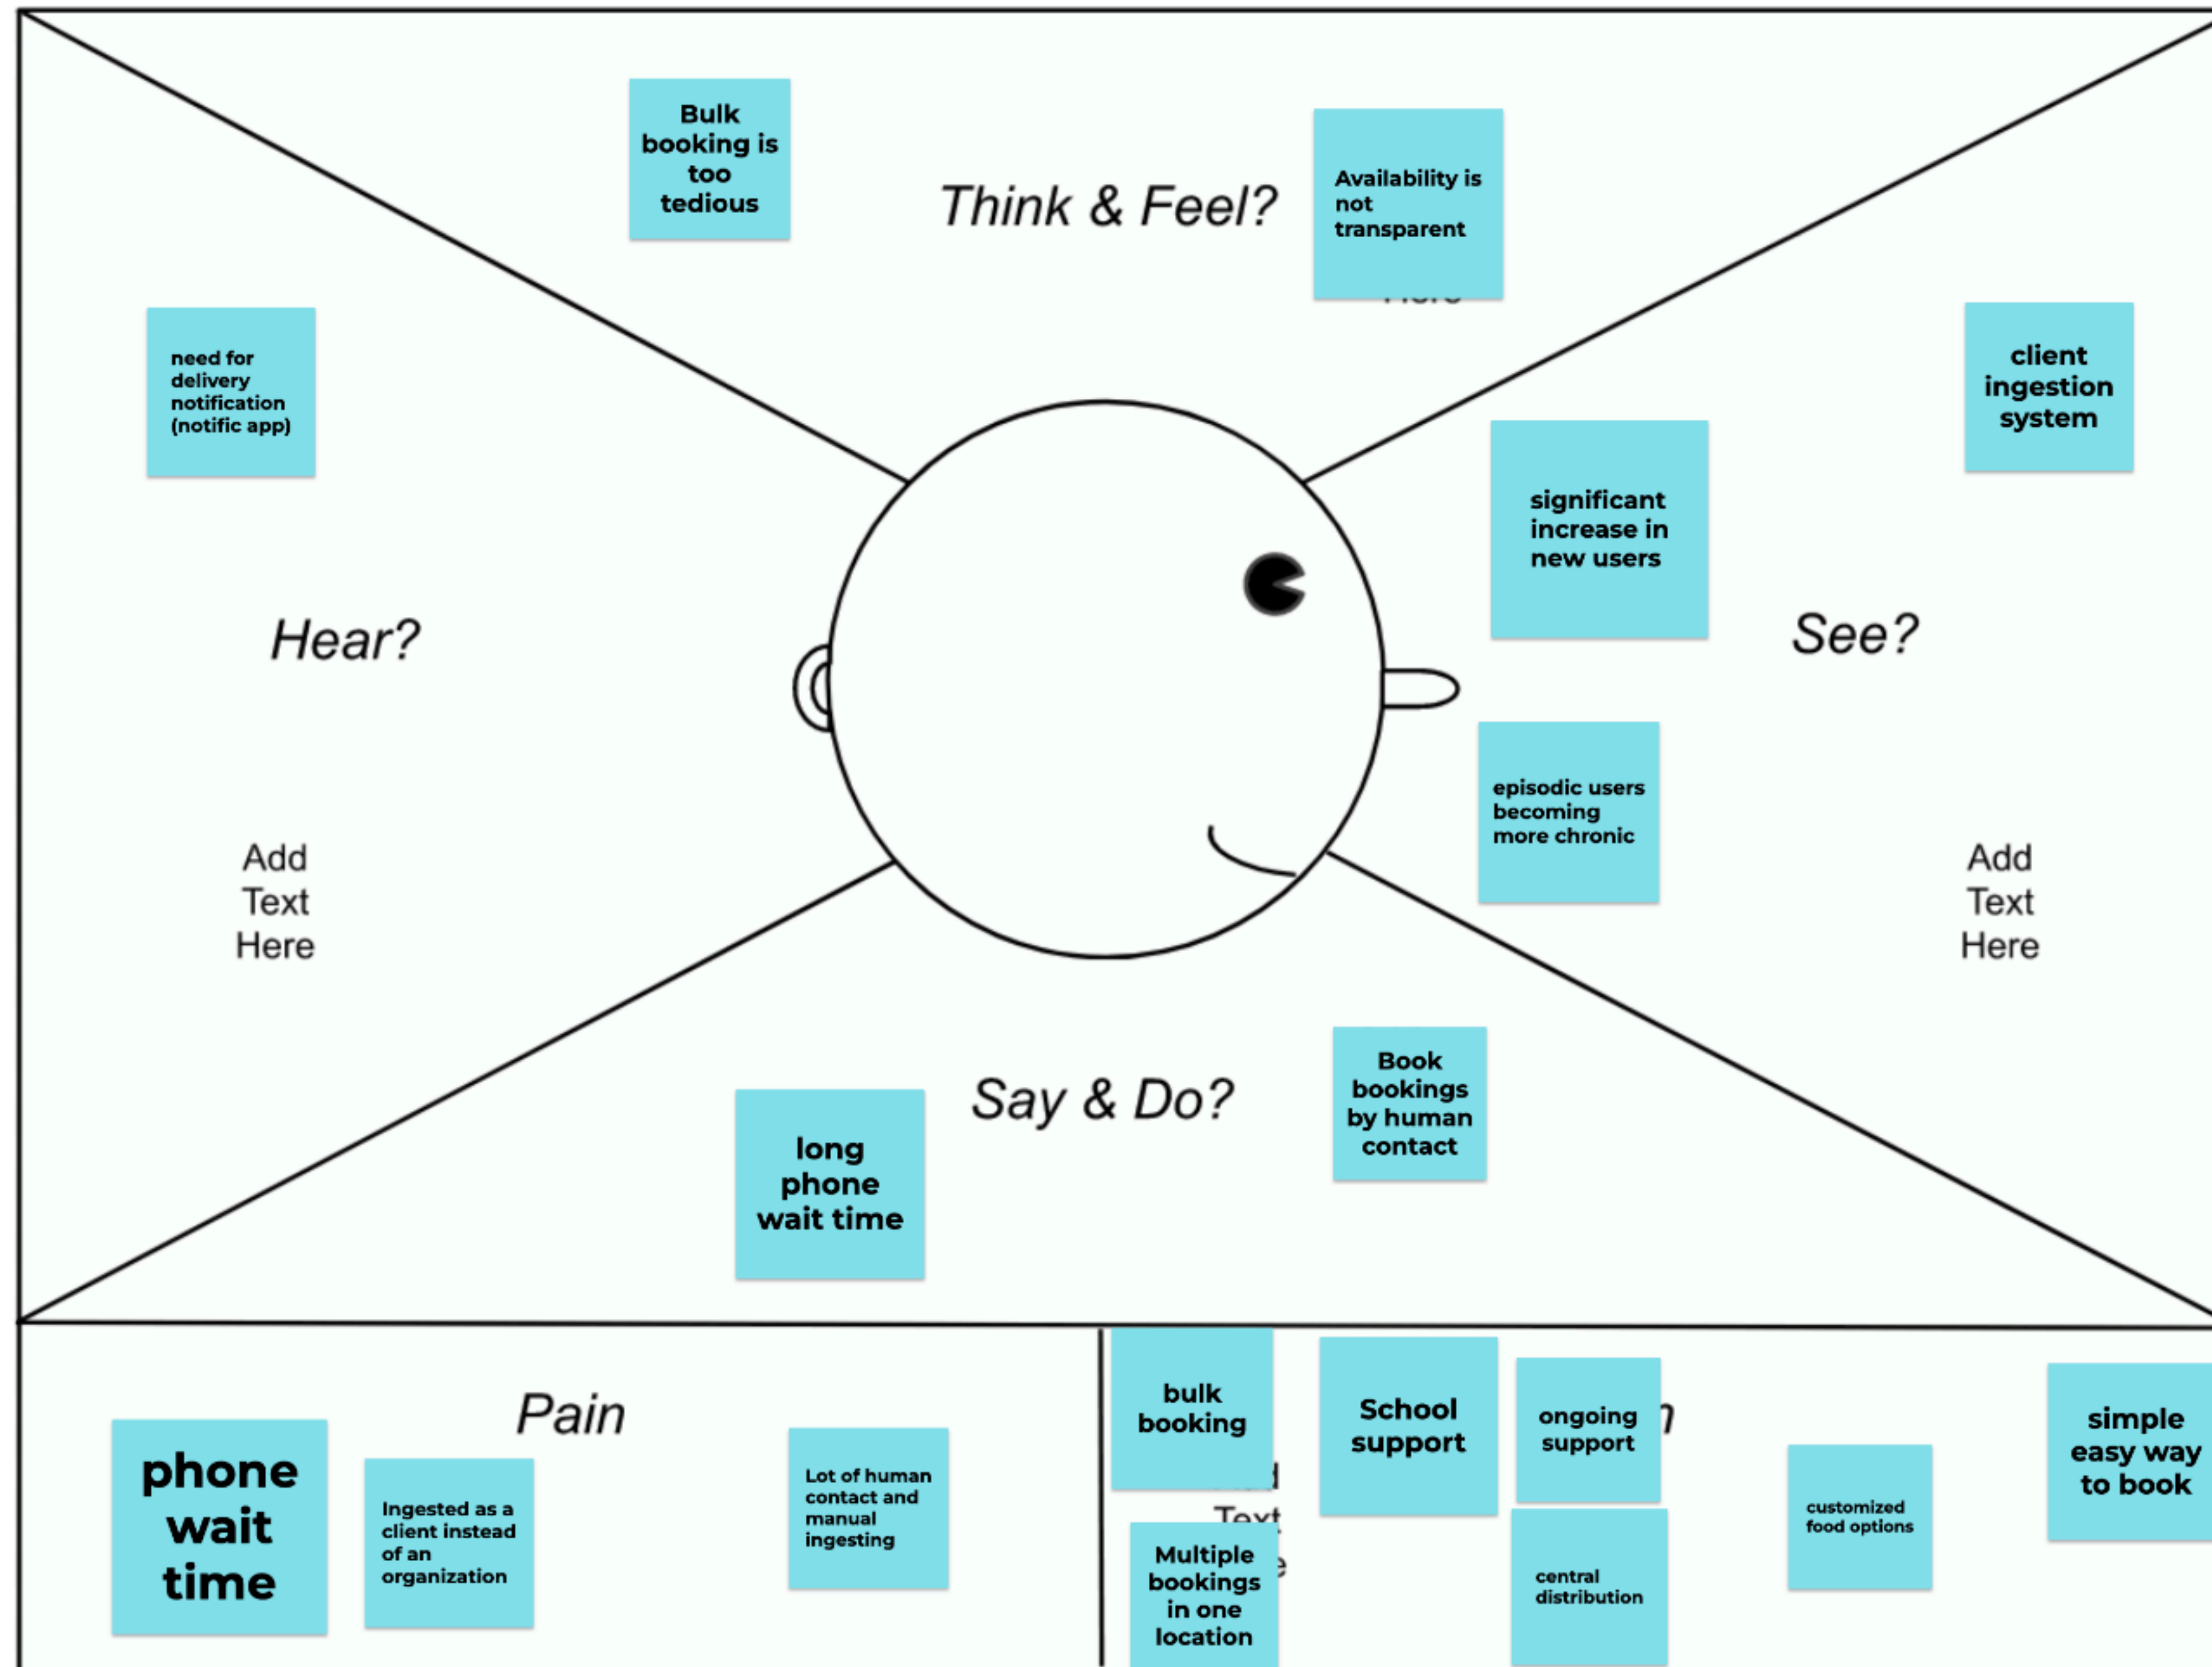 Bulk
booking is
too
tedious
Think & Feel?
Availability is
not
transparent
need for
delivery
notification
(notific app)
client
ingestion
system
significant
increase in
new users
Hear?
See?
episodic users
becoming
more chronic
Add
Text
Here
Add
Text
Here
Say & Do?
Book
bookings
by human
contact
long
phone
wait time
Pain
phone
wait
time
Ingested as a
client instead
of an
organization
Lot of human
contact and
manual
ingesting
bulk
booking
School
support
ongoing
support
simple
easy way
to book
customized
food options
Text
Multiple
bookings
in one
location
central
distribution